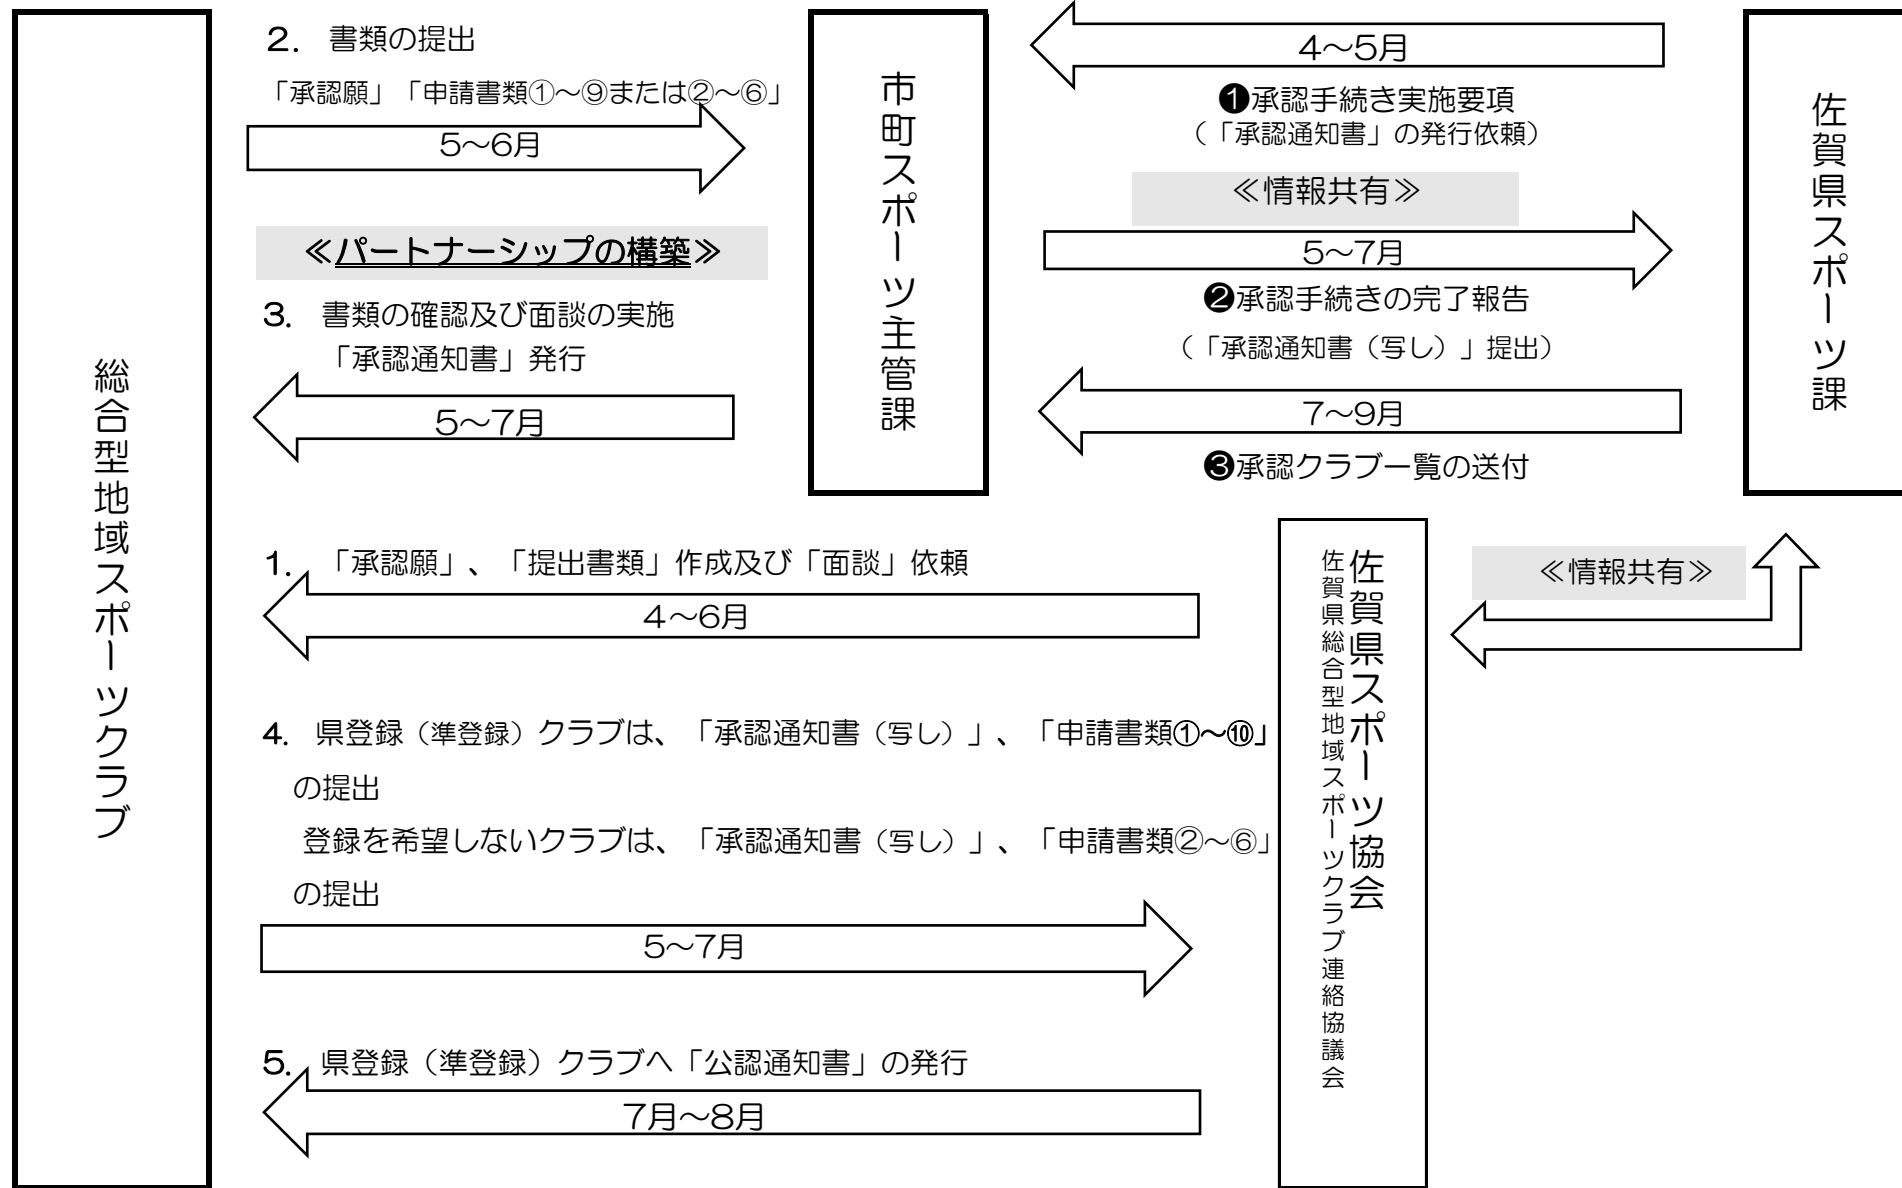 総合型地域スポーツクラブ
2. 書類の提出
「承認願」「申請書類①～⑨または②～⑥」
5～6月
≪パートナーシップの構築≫
3. 書類の確認及び面談の実施
「承認通知書」発行
5～7月
市町スポーツ主管課
4～5月
❶承認手続き実施要項
（「承認通知書」の発行依頼）
≪情報共有≫
5～7月
❷承認手続きの完了報告
（「承認通知書（写し）」提出）
7～9月
❸承認クラブ一覧の送付
佐賀県スポーツ課
1. 「承認願」、「提出書類」作成及び「面談」依頼
4～6月
4. 県登録（準登録）クラブは、「承認通知書（写し）」、「申請書類①～⑩」
の提出
登録を希望しないクラブは、「承認通知書（写し）」、「申請書類②～⑥」
の提出
5～7月
5. 県登録（準登録）クラブへ「公認通知書」の発行
7月～8月
佐賀県スポーツ協会
佐賀県総合型地域スポーツクラブ連絡協議会
≪情報共有≫